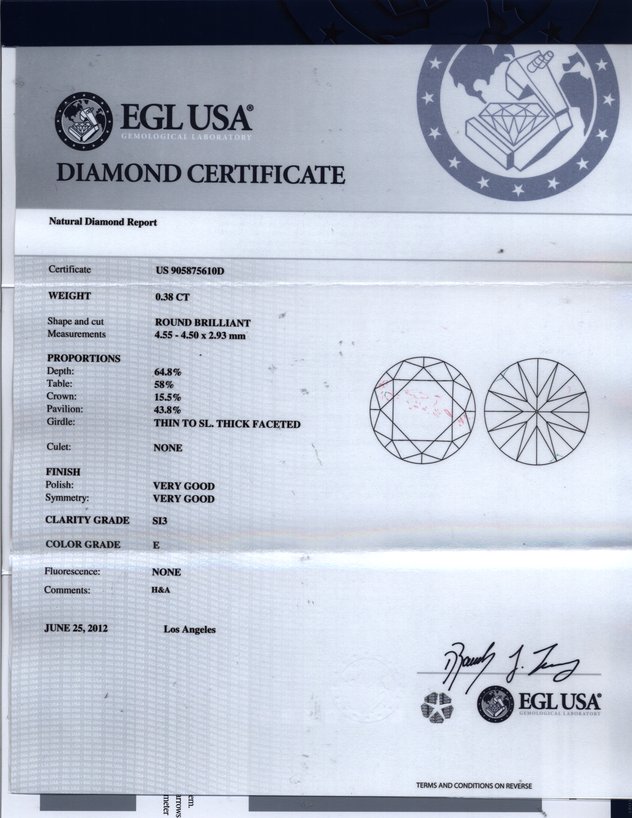 EGL USA®
GEMOLOGICAL LABORATORY
DIAMOND CERTIFICATE
Natural Diamond Report
Certificate US 905875610D
WEIGHT 0.38 CT
Shape and cut ROUND BRILLIANT
Measurements 4.55 - 4.50 x 2.93 mm
PROPORTIONS
Depth: 64.8%
Table: 58%
Crown: 15.5%
Pavilion: 43.8%
Girdle: THIN TO SL. THICK FACETED
Culet: NONE
FINISH
Polish: VERY GOOD
Symmetry: VERY GOOD
CLARITY GRADE SI3
COLOR GRADE E
Fluorescence: NONE
Comments: H&A
JUNE 25, 2012 Los Angeles
EGL USA®
GEMOLOGICAL LABORATORY
TERMS AND CONDITIONS ON REVERSE